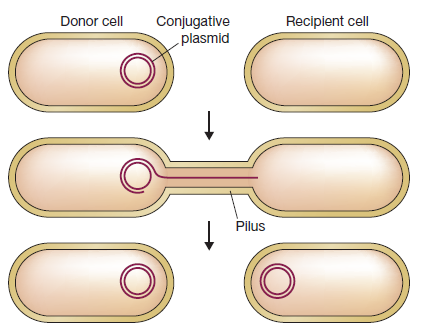 Donor cell
Conjugative
plasmid
Recipient cell
Pilus